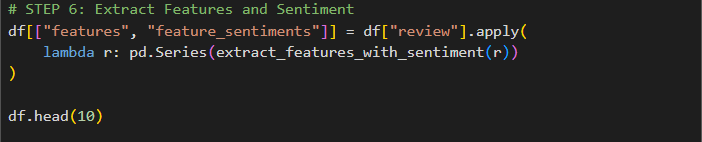 # STEP 6: Extract Features and Sentiment
df[["features", "feature_sentiments"]] = df["review"].apply(
    lambda r: pd.Series(extract_features_with_sentiment(r))
)

df.head(10)